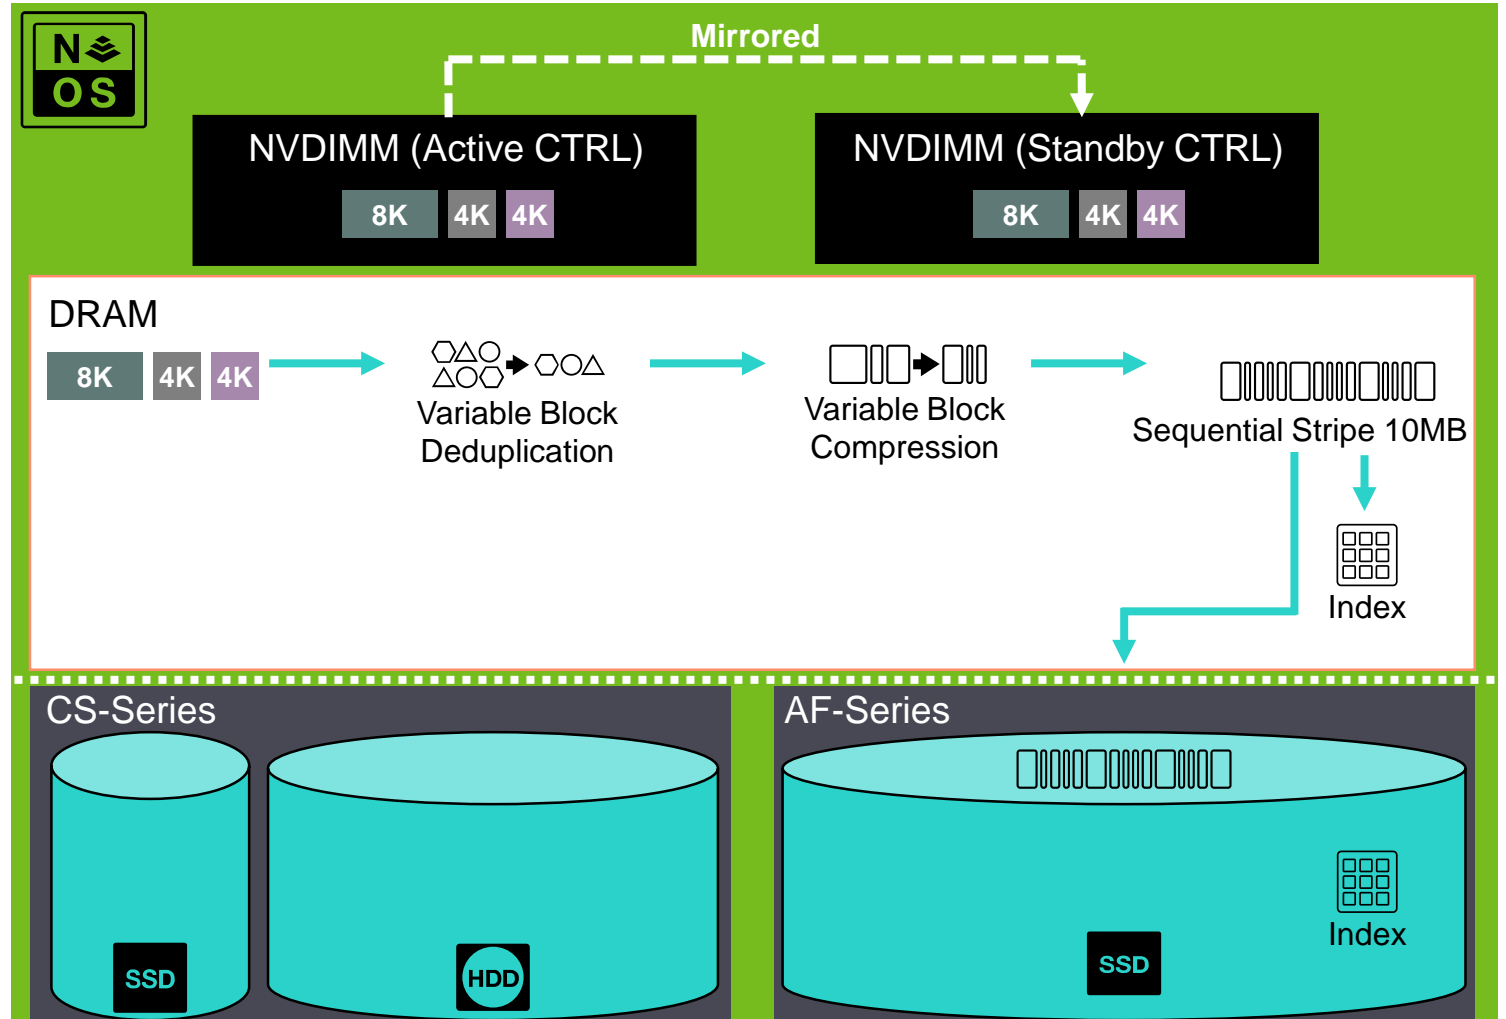 N
OS
Mirrored
NVDIMM (Active CTRL)
8K 4K 4K
NVDIMM (Standby CTRL)
8K 4K 4K
DRAM
8K 4K 4K
Variable Block
Deduplication
Variable Block
Compression
Sequential Stripe 10MB
Index
CS-Series
SSD
HDD
AF-Series
Index
SSD